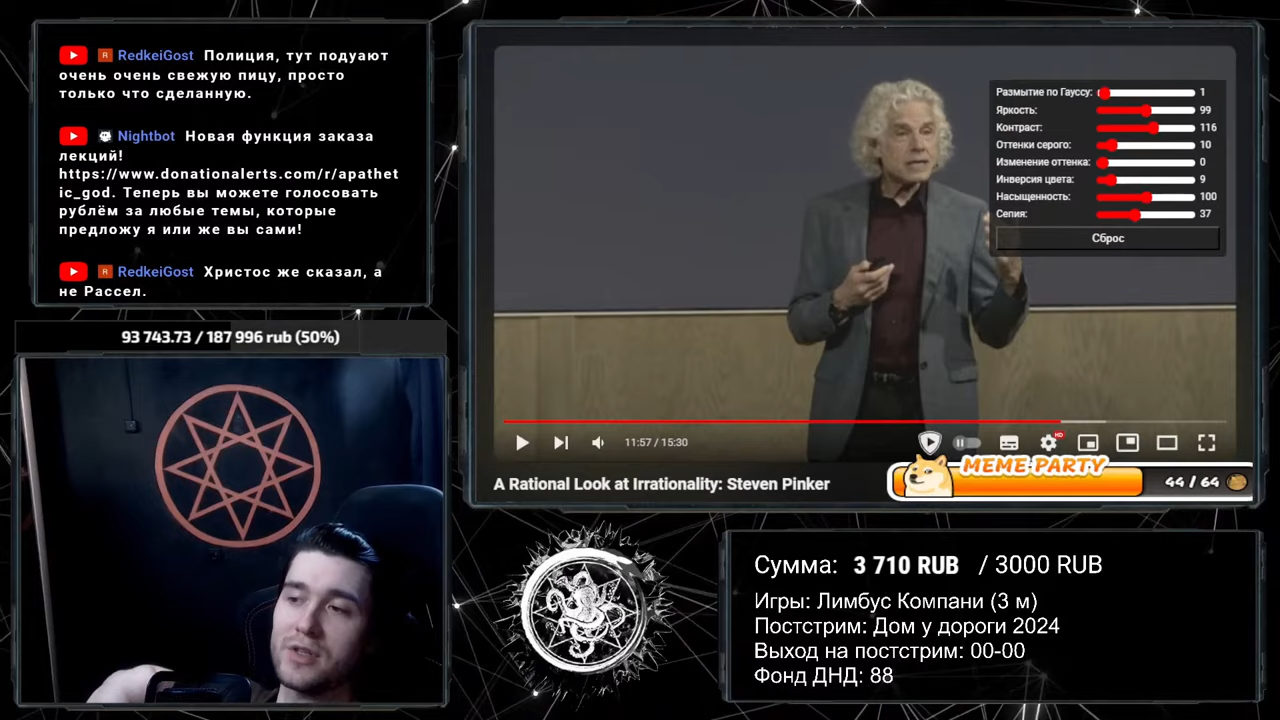 RedkeiGost Полиция, тут подуают
очень очень свежую пицу, просто
только что сделанную.
Nightbot Новая функция заказа
лекций!
https://www.donationalerts.com/r/apathet
ic_god. Теперь вы можете голосовать
рублём за любые темы, которые
предложу я или же вы сами!
RedkeiGost Христос же сказал, а
не Рассел.
93 743.73 / 187 996 rub (50%)
Размытие по Гауссу: 1
Яркость: 99
Контраст: 116
Оттенки серого: 10
Изменение оттенка: 0
Инверсия цвета: 9
Насыщенность: 100
Сепия: 37
Сброс
11:57 / 15:30
HD
A Rational Look at Irrationality: Steven Pinker
MEME PARTY
44 / 64
Сумма: 3 710 RUB / 3000 RUB
Игры: Лимбус Компани (3 м)
Постстрим: Дом у дороги 2024
Выход на постстрим: 00-00
Фонд ДНД: 88